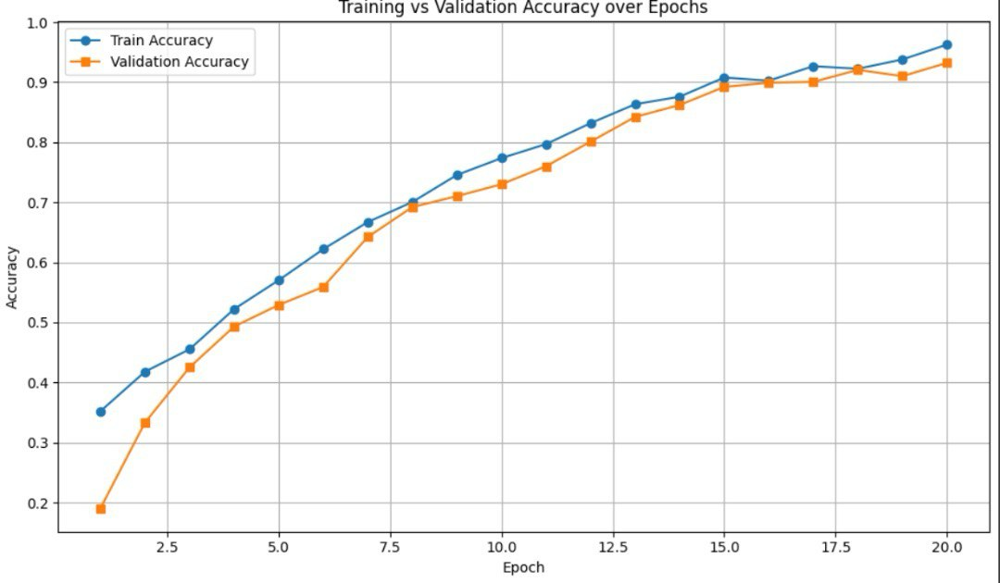 Training vs Validation Accuracy over Epochs
Train Accuracy
Validation Accuracy
Accuracy
1.0
0.9
0.8
0.7
0.6
0.5
0.4
0.3
0.2
2.5 5.0 7.5 10.0 12.5 15.0 17.5 20.0
Epoch